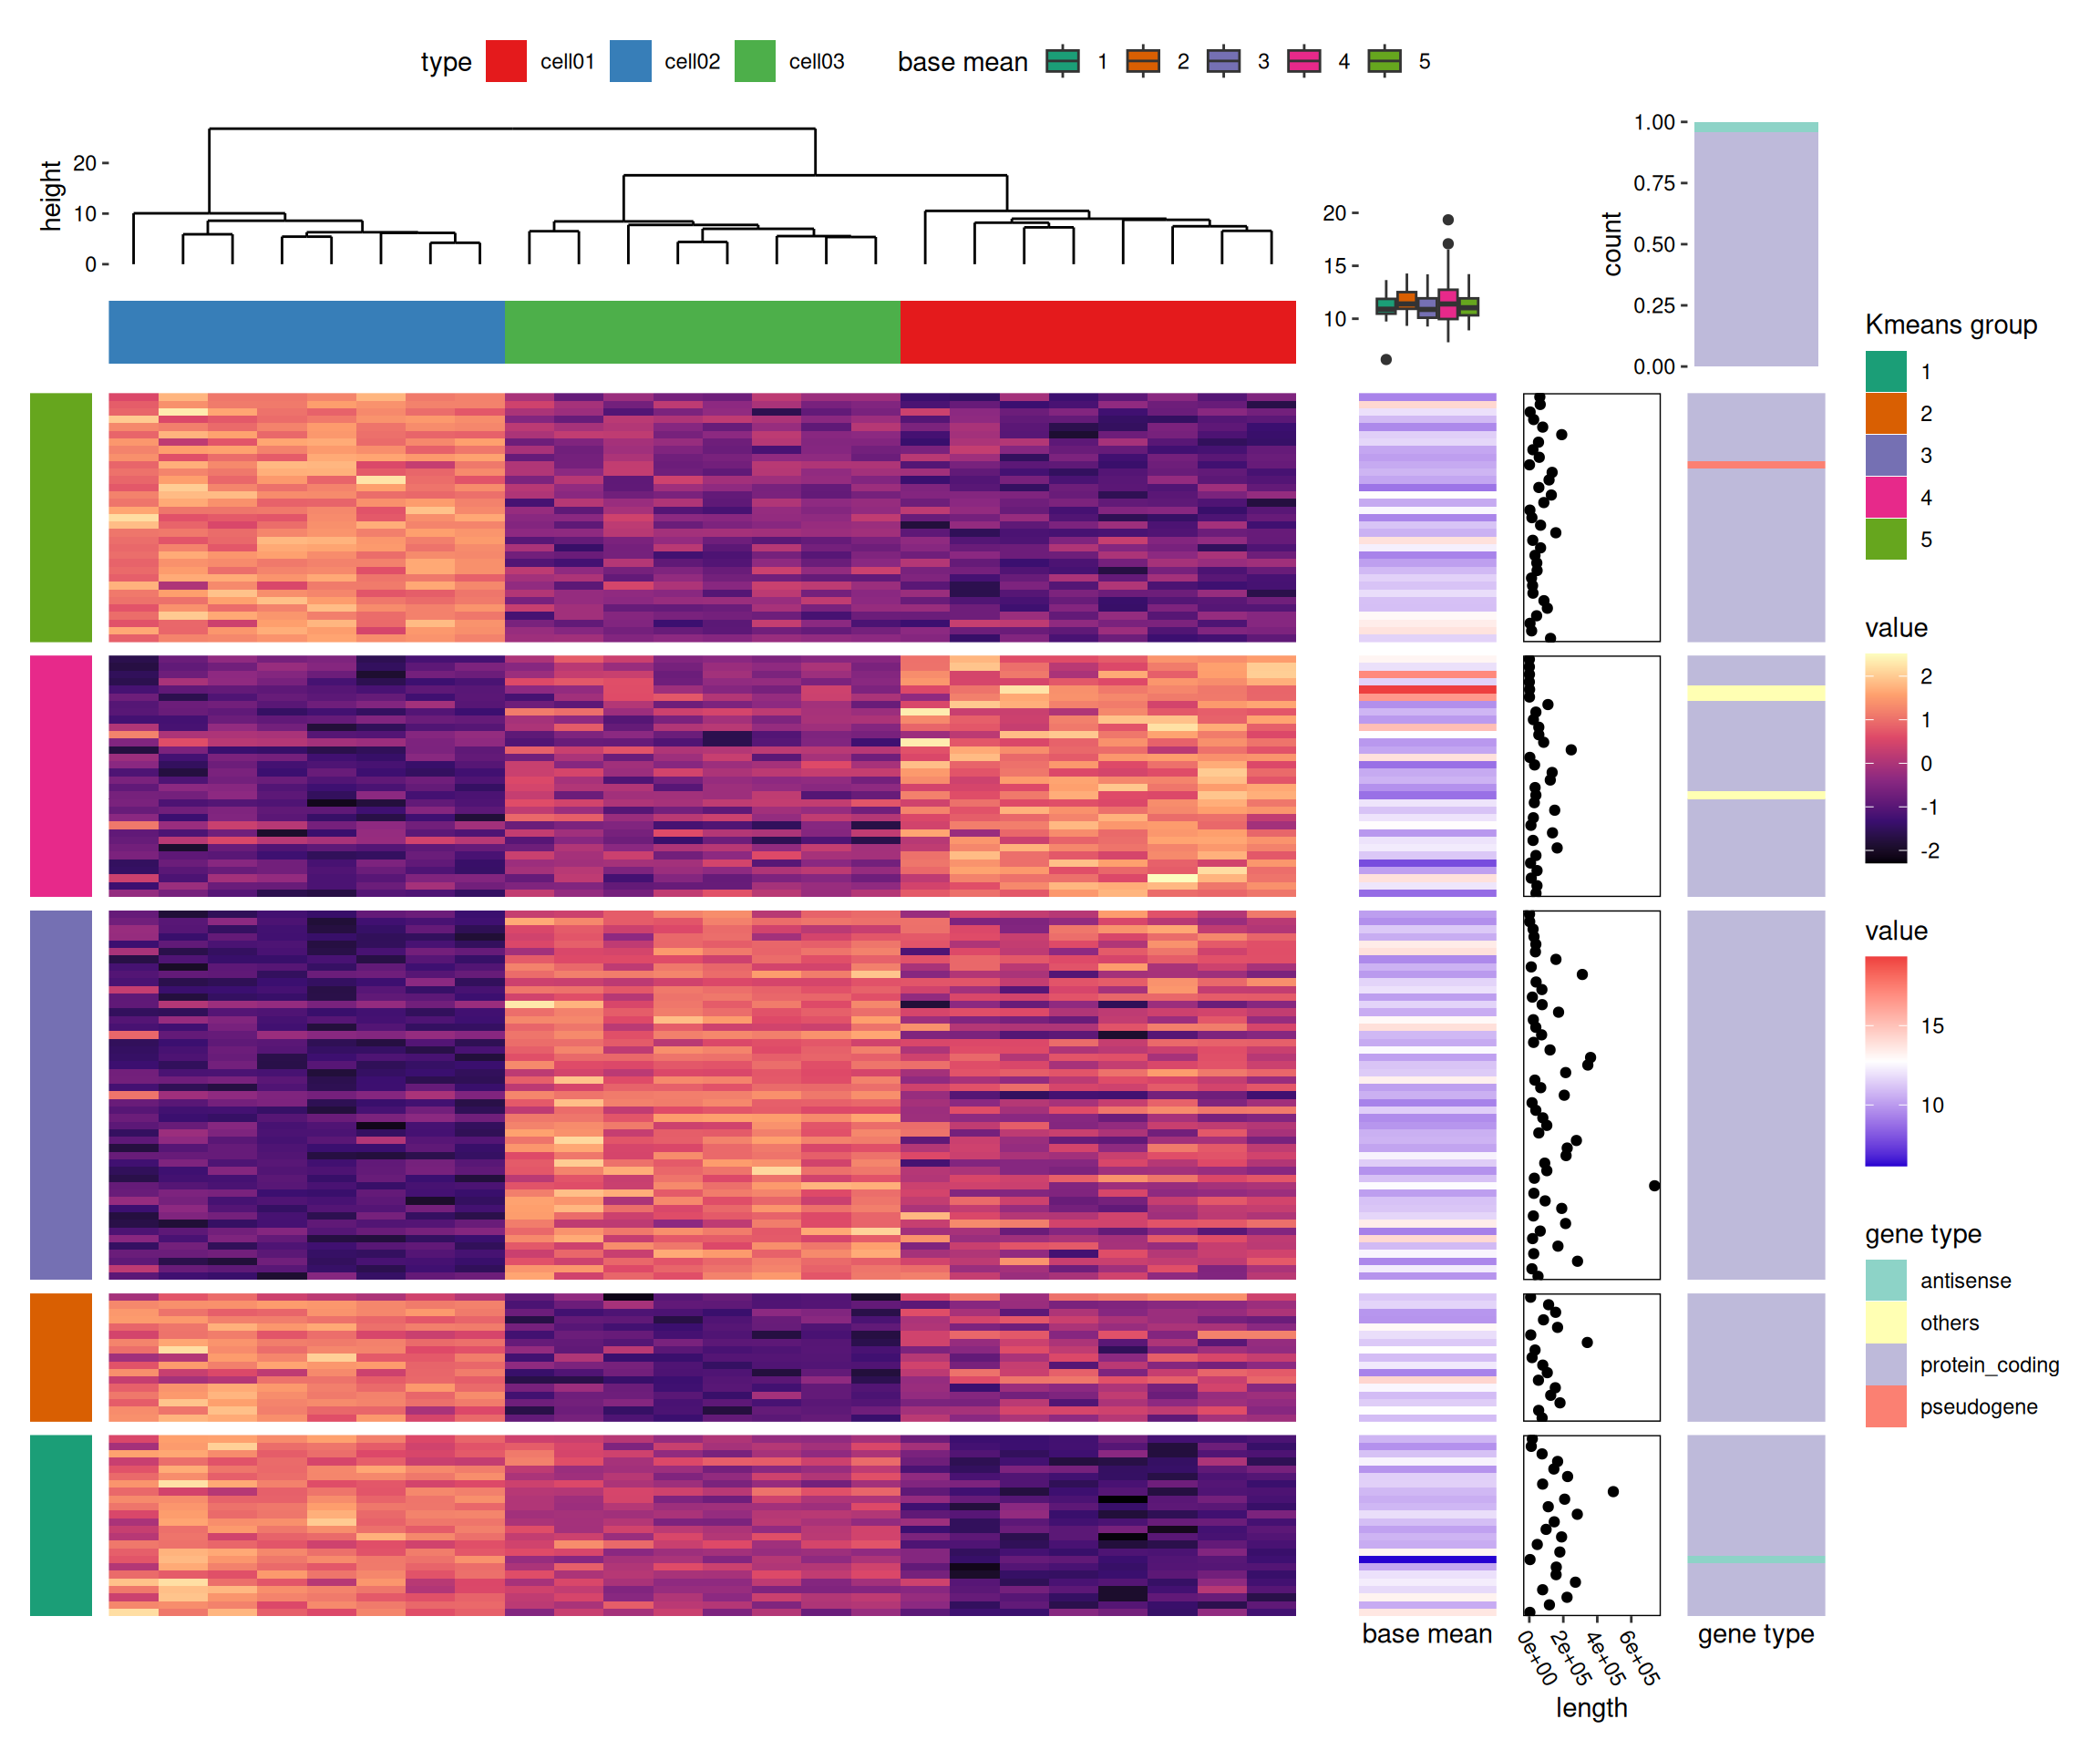 type cell01 cell02 cell03 base mean 1 2 3 4 5
height
20
10
0
20
15
10
count
1.00
0.75
0.50
0.25
0.00
Kmeans group
1
2
3
4
5
value
2
1
0
-1
-2
value
15
10
gene type
antisense
others
protein_coding
pseudogene
base mean
0e+00 2e+05 4e+05 6e+05
length
gene type